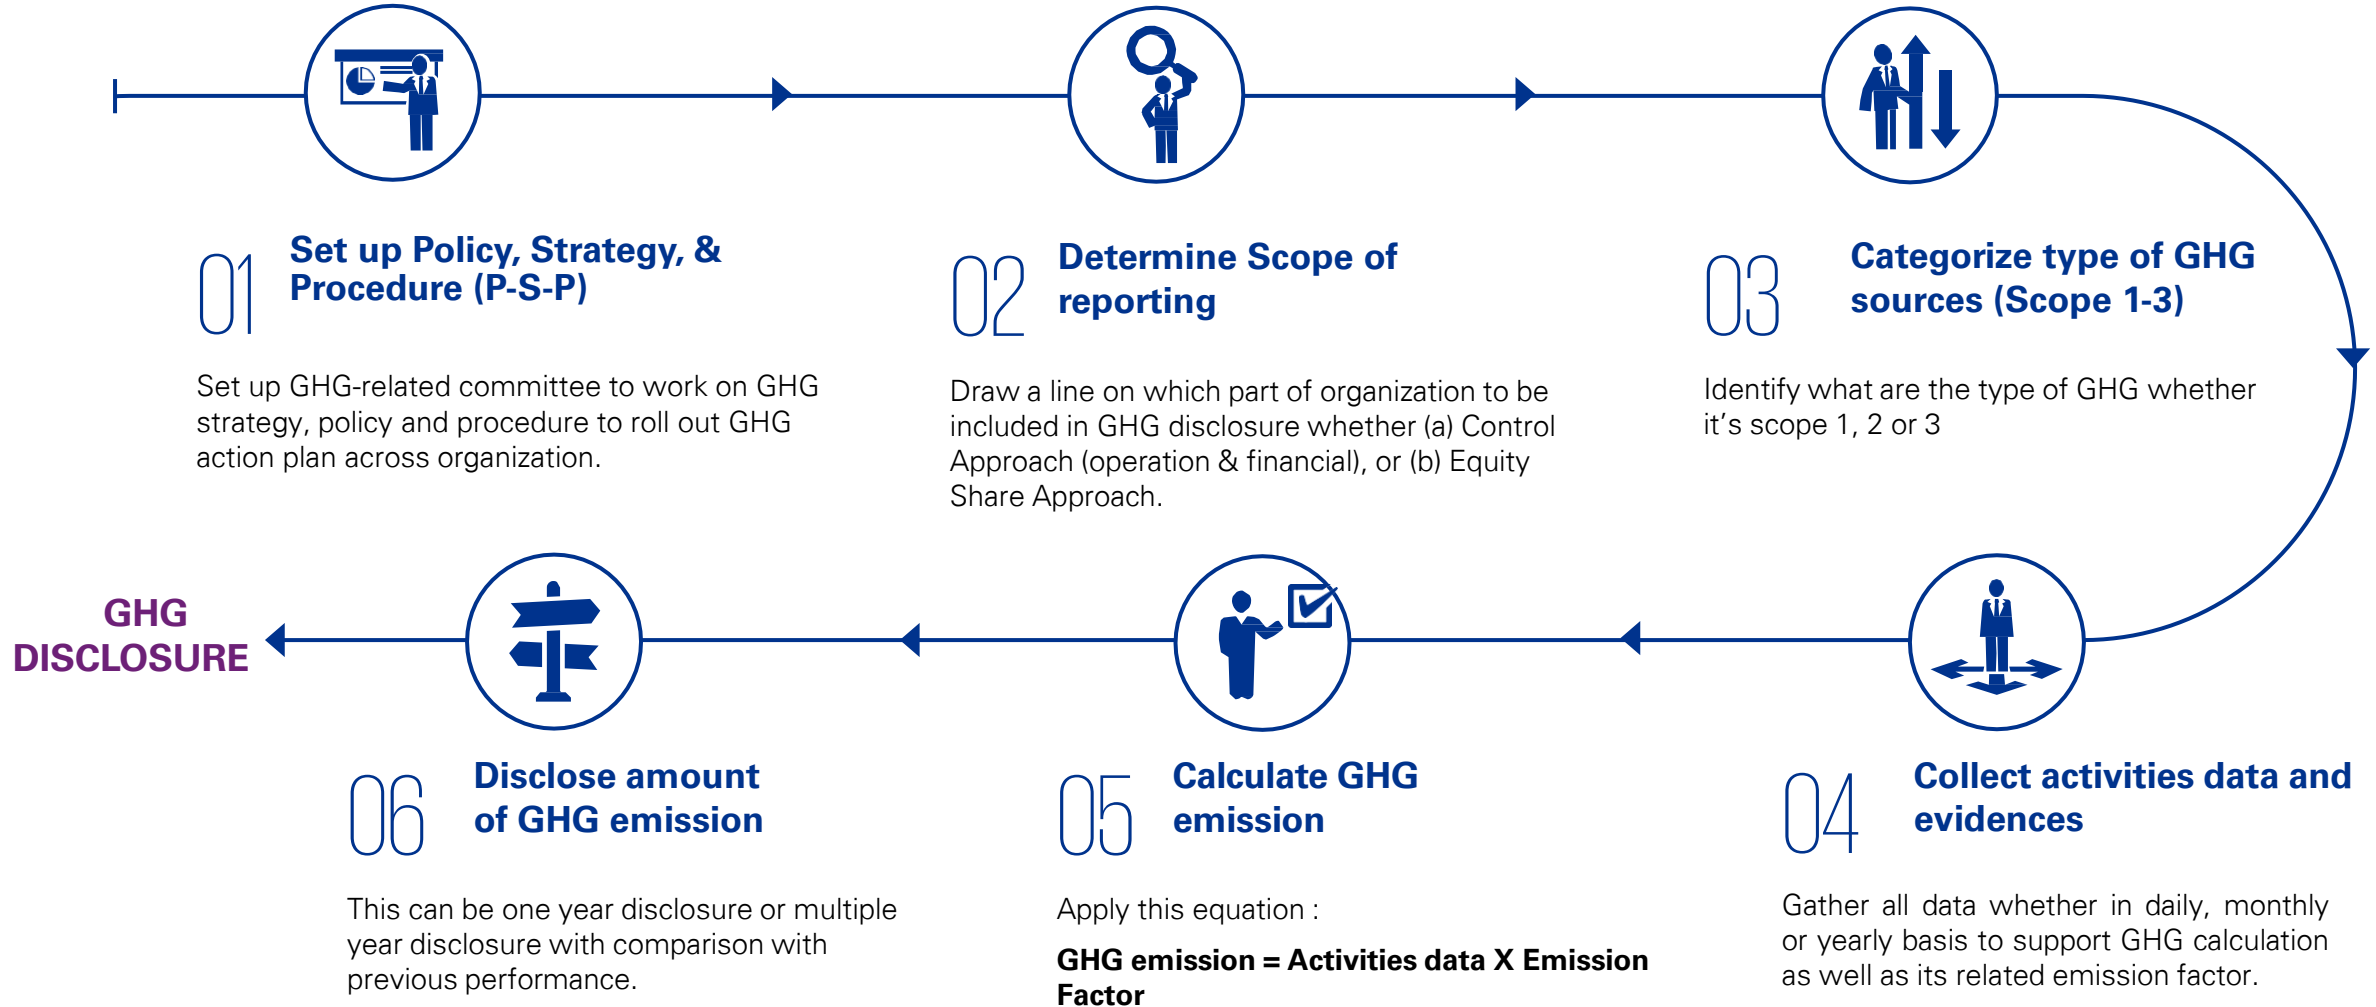 01
Set up Policy, Strategy, &
Procedure (P-S-P)
Set up GHG-related committee to work on GHG
strategy, policy and procedure to roll out GHG
action plan across organization.
02
Determine Scope of
reporting
Draw a line on which part of organization to be
included in GHG disclosure whether (a) Control
Approach (operation & financial), or (b) Equity
Share Approach.
03
Categorize type of GHG
sources (Scope 1-3)
Identify what are the type of GHG whether
it's scope 1, 2 or 3
04
Collect activities data and
evidences
Gather all data whether in daily, monthly
or yearly basis to support GHG calculation
as well as its related emission factor.
05
Calculate GHG
emission
Apply this equation :
GHG emission = Activities data X Emission
Factor
06
Disclose amount
of GHG emission
This can be one year disclosure or multiple
year disclosure with comparison with
previous performance.
GHG
DISCLOSURE